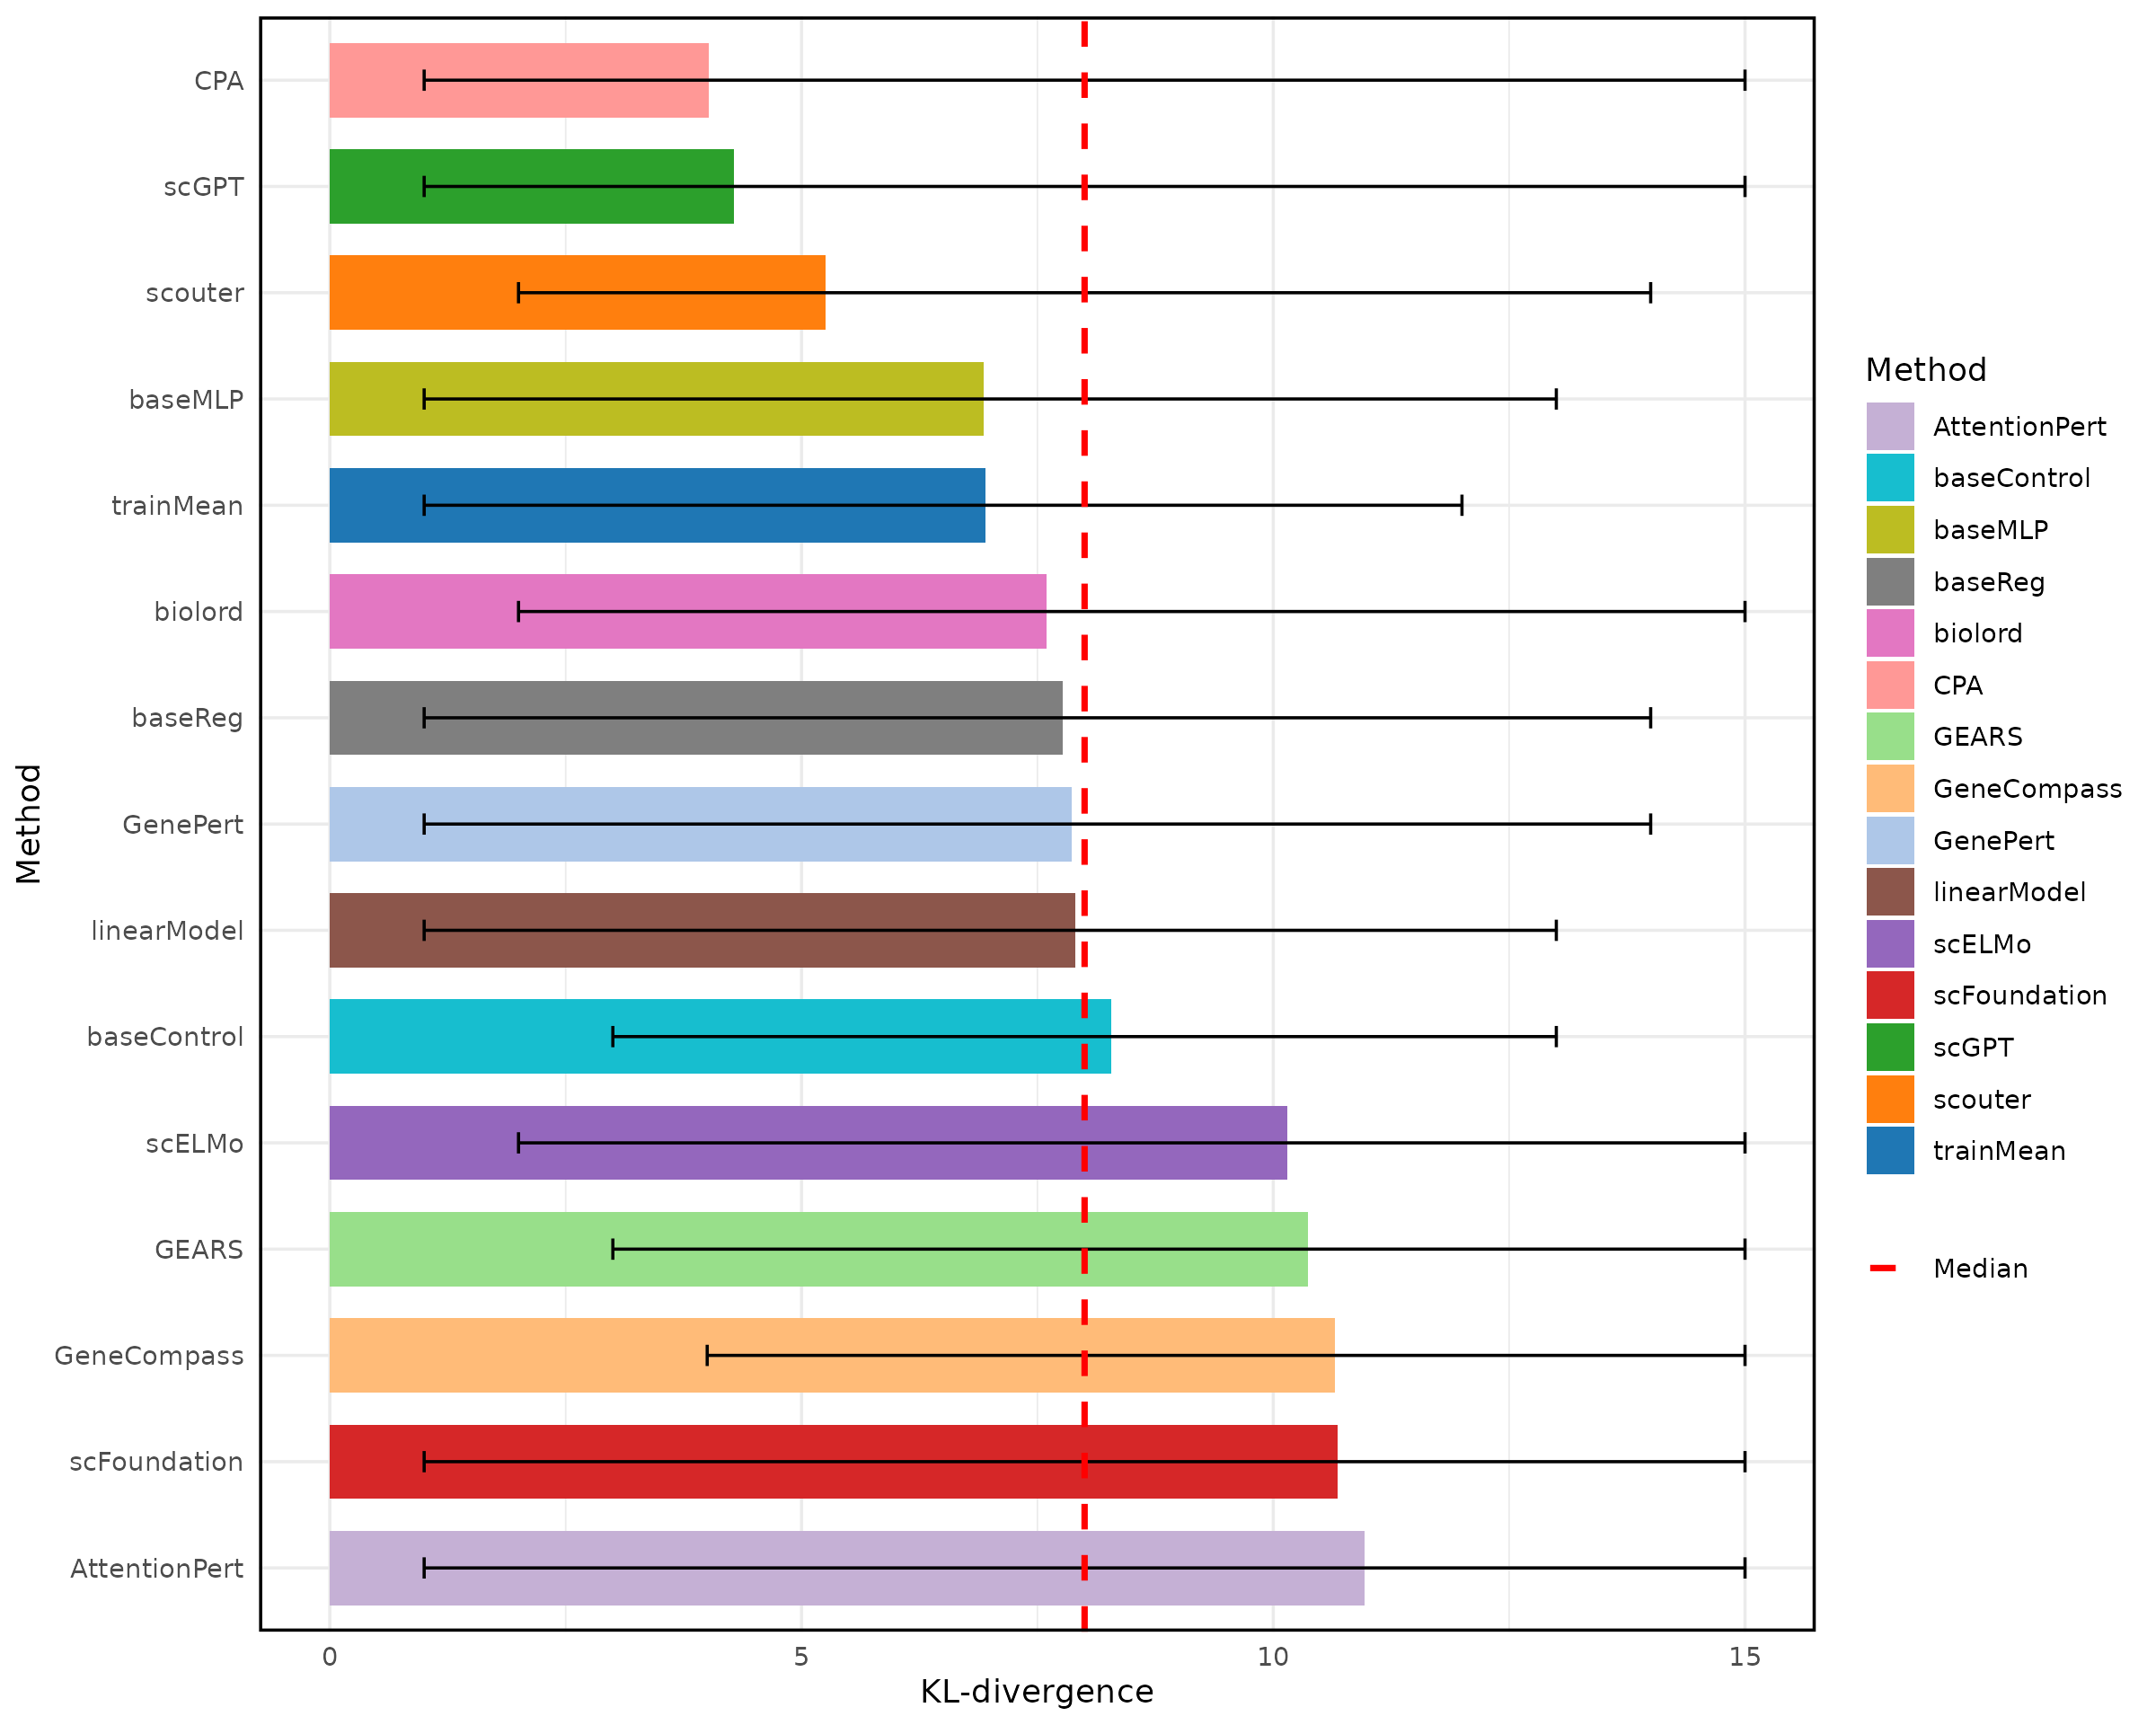 CPA
scGPT
scouter
baseMLP
trainMean
biolord
baseReg
GenePert
linearModel
baseControl
scELMo
GEARS
GeneCompass
scFoundation
AttentionPert
Method
0 5 10 15
KL-divergence
Method
AttentionPert
baseControl
baseMLP
baseReg
biolord
CPA
GEARS
GeneCompass
GenePert
linearModel
scELMo
scFoundation
scGPT
scouter
trainMean
Median